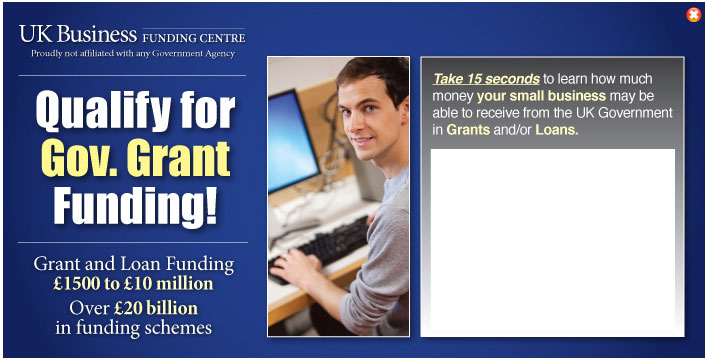 UK Business FUNDING CENTRE
Proudly not affiliated with any Government Agency
Qualify for
Gov. Grant
Funding!
Grant and Loan Funding
£1500 to £10 million
Over £20 billion
in funding schemes
Take 15 seconds to learn how much
money your small business may be
able to receive from the UK Government
in Grants and/or Loans.